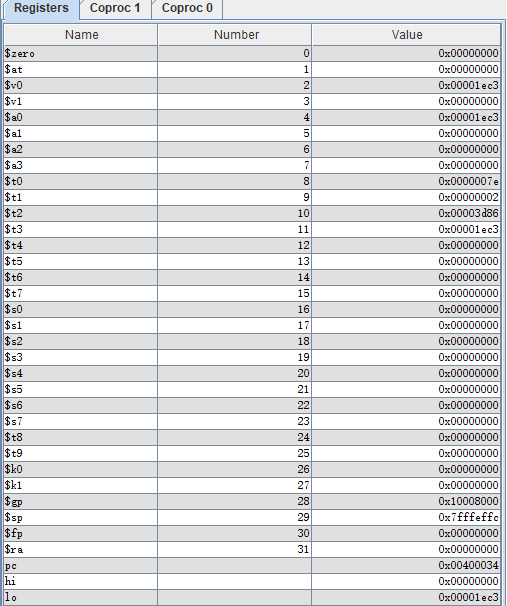 Registers Coproc 1 Coproc 0
Name Number Value
$zero 0 0x00000000
$at 1 0x00000000
$v0 2 0x00001ec3
$v1 3 0x00000000
$a0 4 0x00001ec3
$a1 5 0x00000000
$a2 6 0x00000000
$a3 7 0x00000000
$t0 8 0x0000007e
$t1 9 0x00000002
$t2 10 0x00003d86
$t3 11 0x00001ec3
$t4 12 0x00000000
$t5 13 0x00000000
$t6 14 0x00000000
$t7 15 0x00000000
$s0 16 0x00000000
$s1 17 0x00000000
$s2 18 0x00000000
$s3 19 0x00000000
$s4 20 0x00000000
$s5 21 0x00000000
$s6 22 0x00000000
$s7 23 0x00000000
$t8 24 0x00000000
$t9 25 0x00000000
$k0 26 0x00000000
$k1 27 0x00000000
$gp 28 0x10008000
$sp 29 0x7fffeffc
$fp 30 0x00000000
$ra 31 0x00000000
pc 0x00400034
hi 0x00000000
lo 0x00001ec3